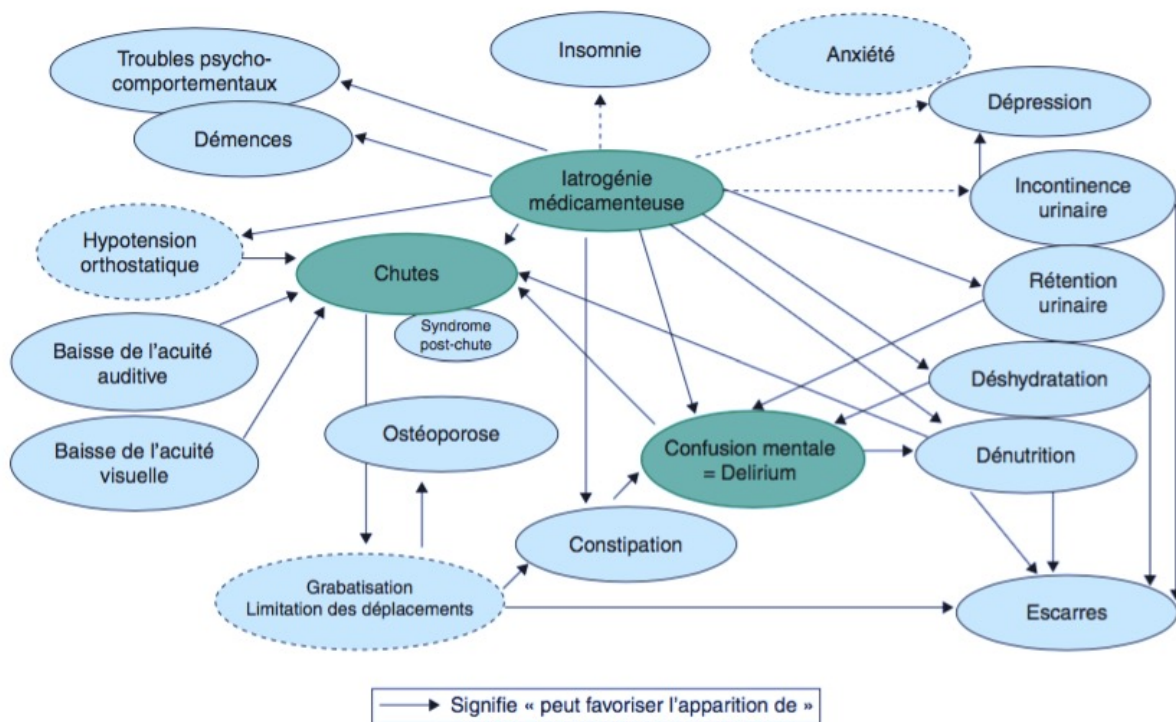 Troubles psycho-
comportementaux
Insomnie
Anxiété
Dépression
Démences
Iatrogénie
médicamenteuse
Incontinence
urinaire
Hypotension
orthostatique
Chutes
Rétention
urinaire
Syndrome
post-chute
Baisse de l'acuité
auditive
Déshydratation
Baisse de l'acuité
visuelle
Ostéoporose
Confusion mentale
= Delirium
Dénutrition
Constipation
Grabatisation
Limitation des déplacements
Escarres
Signifie « peut favoriser l'apparition de »